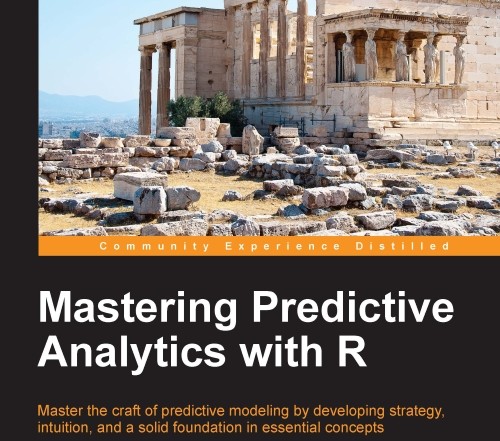 Community Experience Distilled
Mastering Predictive
Analytics with R
Master the craft of predictive modeling by developing strategy,
intuition, and a solid foundation in essential concepts